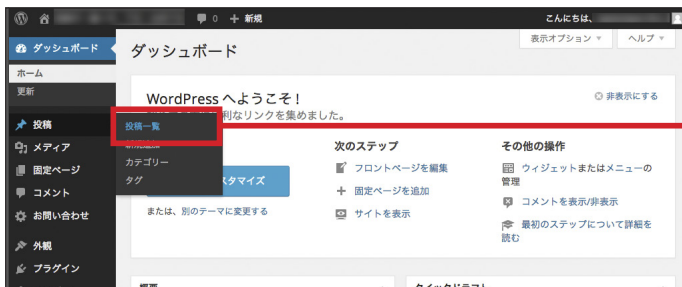 0 + 新規
こんにちは、
ダッシュボード
ダッシュボード
表示オプション ▼
ヘルプ ▼
ホーム
更新
WordPress へようこそ！
非表示にする
利なリンクを集めました。
投稿
投稿一覧
メディア
カテゴリー
固定ページ
タグ
コメント
お問い合わせ
外観
プラグイン
スタマイズ
または、別のテーマに変更する
次のステップ
フロントページを編集
固定ページを追加
サイトを表示
その他の操作
ウィジェットまたはメニューの
管理
コメントを表示/非表示
最初のステップについて詳細を
読む